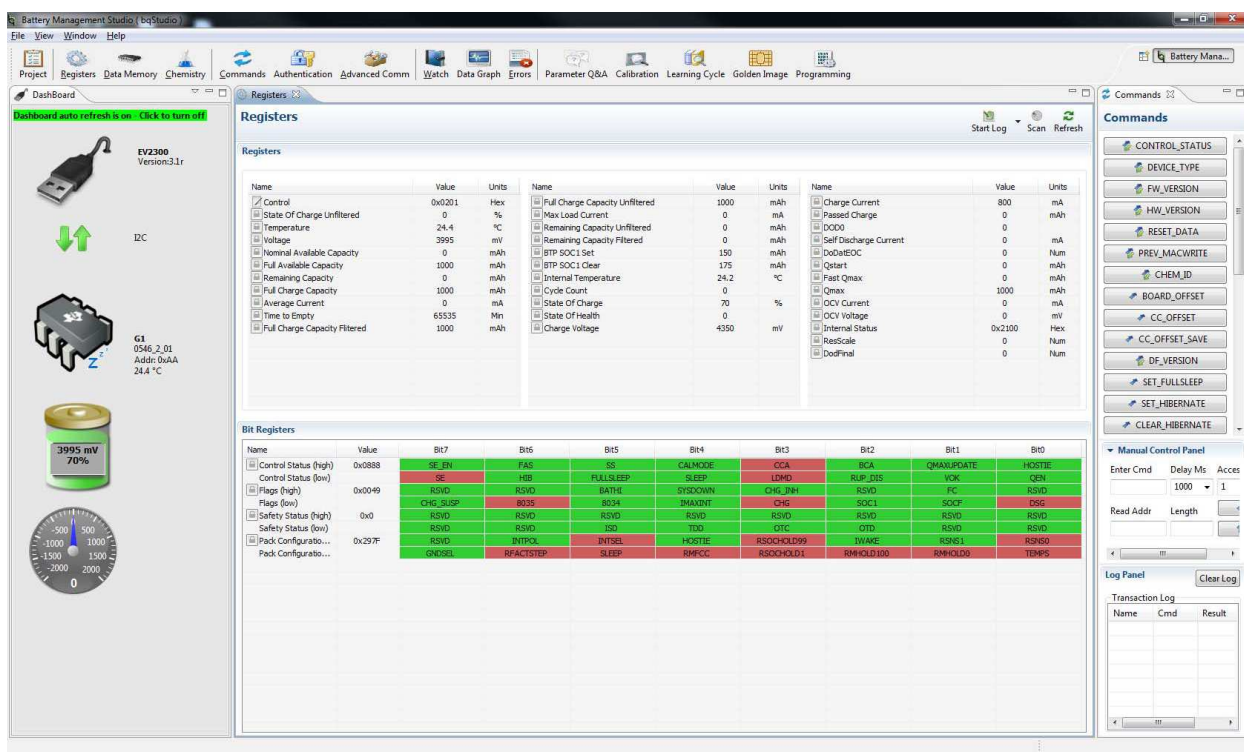 Battery Management Studio ( bqStudio )
File View Window Help
Project Registers Data Memory Chemistry Commands Authentication Advanced Comm Watch Data Graph Errors Parameter Q&A Calibration Learning Cycle Golden Image Programming
Battery Mana...
DashBoard
Dashboard auto refresh is on - Click to turn off
EV2300
Version:3.1r
I2C
G1
0546_2_01
Addr: 0xAA
24.4 °C
3995 mV
70%
-500 500
-1000 1000
-1500 1500
-2000 2000
0
Registers
Registers
Start Log Scan Refresh
Registers
Name Value Units Name Value Units Name Value Units
Control 0x0201 Hex Full Charge Capacity Unfiltered 1000 mAh Charge Current 800 mA
State Of Charge Unfiltered 0 % Max Load Current 0 mA Passed Charge 0 mAh
Temperature 24.4 °C Remaining Capacity Unfiltered 0 mAh DOD0 0
Voltage 3995 mV Remaining Capacity Filtered 0 mAh Self Discharge Current 0 mA
Nominal Available Capacity 0 mAh BTP SOC1 Set 150 mAh DoDatEOC 0 Num
Full Available Capacity 1000 mAh BTP SOC1 Clear 175 mAh Qstart 0 mAh
Remaining Capacity 0 mAh Internal Temperature 24.2 °C Fast Qmax 0 mAh
Full Charge Capacity 1000 mAh Cycle Count 0 Qmax 1000 mAh
Average Current 0 mA State Of Charge 70 % OCV Current 0 mA
Time to Empty 65535 Min State Of Health 0 OCV Voltage 0 mV
Full Charge Capacity Flitered 1000 mAh Charge Voltage 4350 mV Internal Status 0x2100 Hex
ResScale 0 Num
DodFinal 0 Num
Bit Registers
Name Value Bit7 Bit6 Bit5 Bit4 Bit3 Bit2 Bit1 Bit0
Control Status (high) 0x0888 SE_EN FAS SS CALMODE CCA BCA QMAXUPDATE HOSTIE
Control Status (low) SE HIB FULLSLEEP SLEEP LDMD RUP_DIS VOK QEN
Flags (high) 0x0049 RSVD RSVD BATHI SYSDOWN CHG_INH RSVD FC RSVD
Flags (low) CHG_SUSP 8035 8034 IMAXINT CHG SOC1 SOCF DSG
Safety Status (high) 0x0 RSVD RSVD RSVD RSVD RSVD RSVD RSVD RSVD
Safety Status (low) RSVD RSVD ISD TDD OTC OTD RSVD RSVD
Pack Configuratio... 0x297F RSVD INTPOL INTSEL HOSTIE RSOCHOLD99 IWAKE RSNS1 RSNS0
Pack Configuratio... GNDSEL RFACTSTEP SLEEP RMFCC RSOCHOLD1 RMHOLD100 RMHOLD0 TEMPS
Commands
Commands
CONTROL_STATUS
DEVICE_TYPE
FW_VERSION
HW_VERSION
RESET_DATA
PREV_MACWRITE
CHEM_ID
BOARD_OFFSET
CC_OFFSET
CC_OFFSET_SAVE
DF_VERSION
SET_FULLSLEEP
SET_HIBERNATE
CLEAR_HIBERNATE
Manual Control Panel
Enter Cmd Delay Ms Acces
1000 1
Read Addr Length
Log Panel Clear Log
Transaction Log
Name Cmd Result